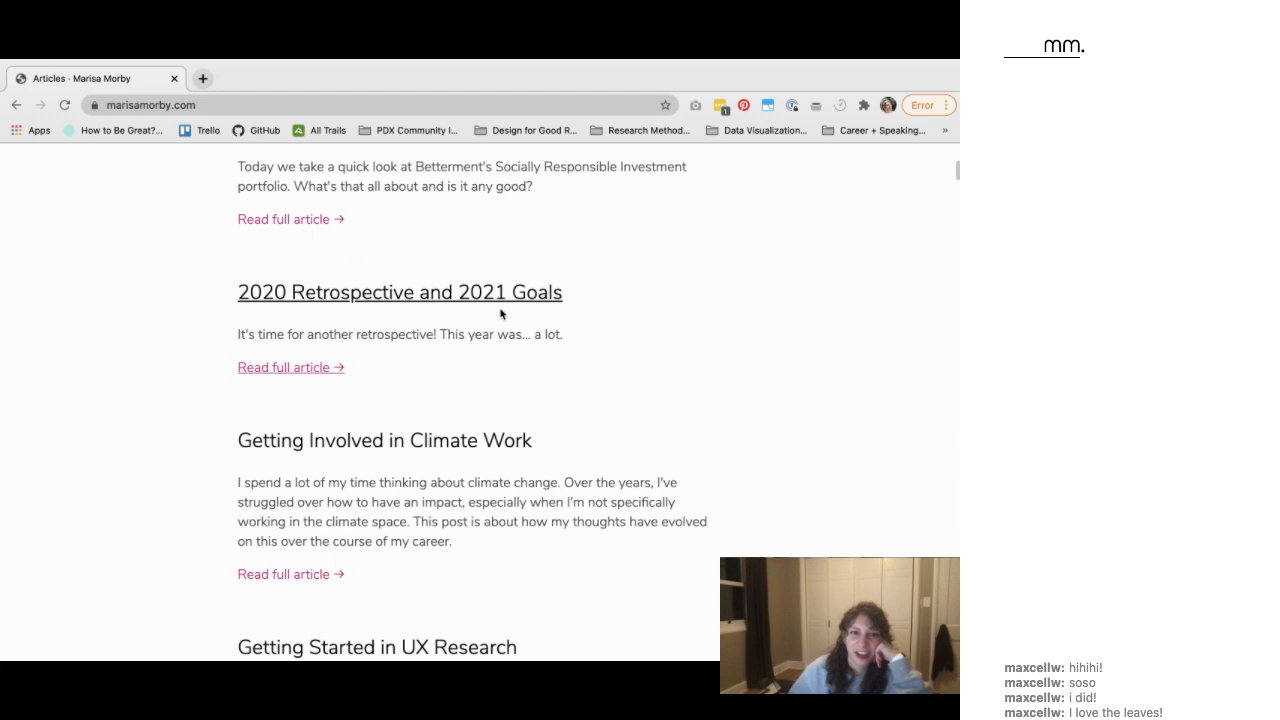 mm.
Articles - Marisa Morby
marisamorby.com
Error
Apps
How to Be Great?...
Trello
GitHub
All Trails
PDX Community I...
Design for Good R...
Research Method...
Data Visualization...
Career + Speaking...
»
Today we take a quick look at Betterment's Socially Responsible Investment
portfolio. What's that all about and is it any good?
Read full article →
2020 Retrospective and 2021 Goals
It's time for another retrospective! This year was... a lot.
Read full article →
Getting Involved in Climate Work
I spend a lot of my time thinking about climate change. Over the years, I've
struggled over how to have an impact, especially when I'm not specifically
working in the climate space. This post is about how my thoughts have evolved
on this over the course of my career.
Read full article →
Getting Started in UX Research
maxcellw: hihihi!
maxcellw: soso
maxcellw: i did!
maxcellw: I love the leaves!